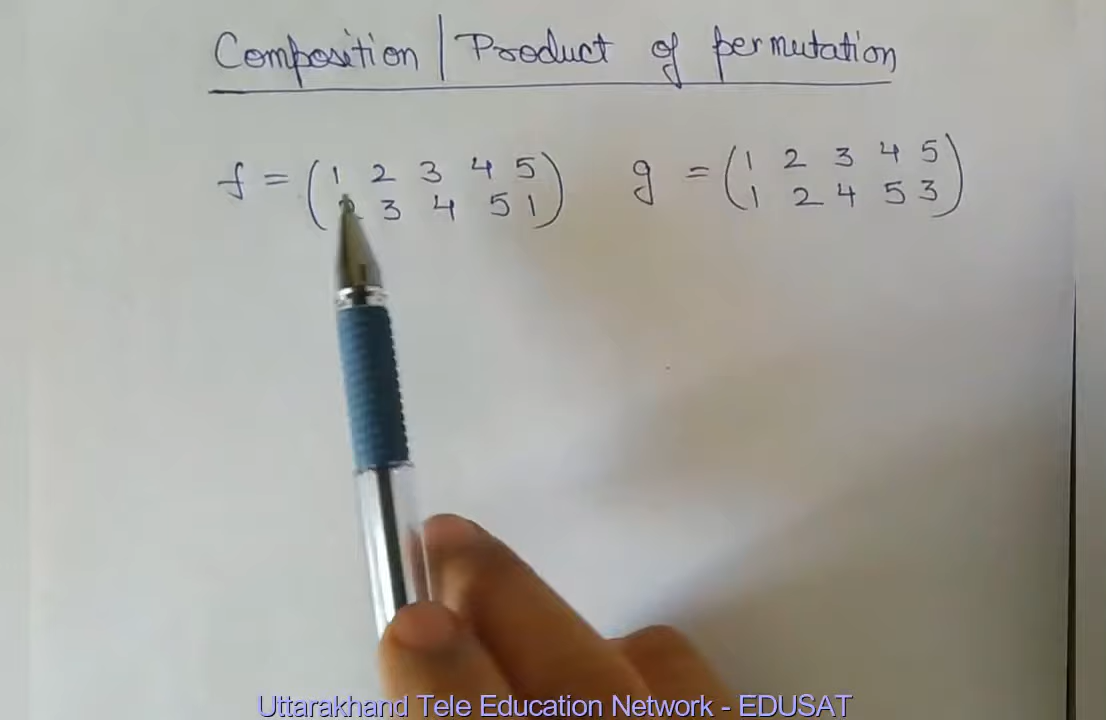 Composition | Product of permutation
f = (1 2 3 4 5) g = (1 2 3 4 5)
(2 3 4 5 1) (1 2 4 5 3)
Uttarakhand Tele Education Network - EDUSAT